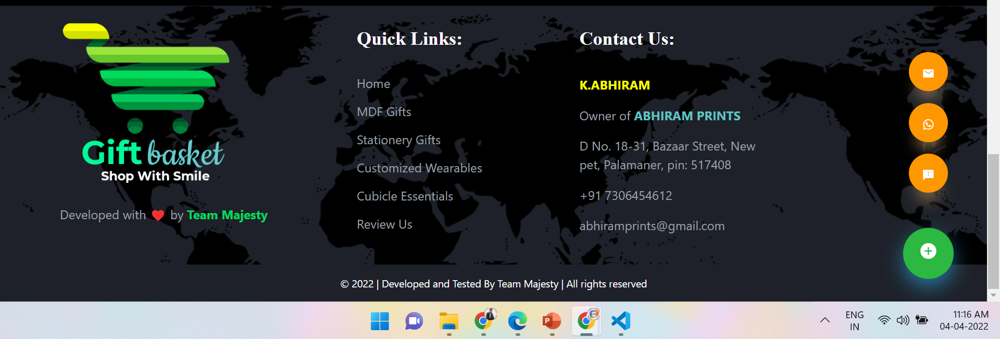 Gift basket
Shop With Smile
Developed with ❤ by Team Majesty
Quick Links:
Home
MDF Gifts
Stationery Gifts
Customized Wearables
Cubicle Essentials
Review Us
Contact Us:
K.ABHIRAM
Owner of ABHIRAM PRINTS
D No. 18-31, Bazaar Street, New
pet, Palamaner, pin: 517408
+91 7306454612
abhiramprints@gmail.com
© 2022 | Developed and Tested By Team Majesty | All rights reserved
P
ENG
IN
11:16 AM
04-04-2022